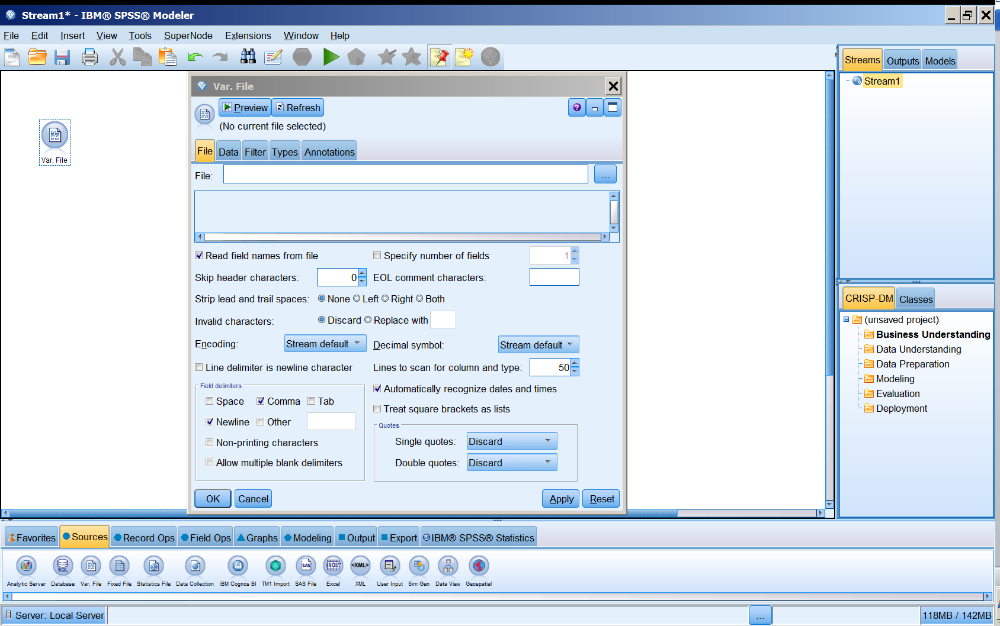 Stream1* - IBM® SPSS® Modeler
File Edit Insert View Tools SuperNode Extensions Window Help
Var. File
Var. File
Preview Refresh
(No current file selected)
File Data Filter Types Annotations
File: ...
Read field names from file Specify number of fields 1
Skip header characters: 0 EOL comment characters:
Strip lead and trail spaces: None Left Right Both
Invalid characters: Discard Replace with
Encoding: Stream default Decimal symbol: Stream default
Line delimiter is newline character Lines to scan for column and type: 50
Field delimiters
Space Comma Tab
Newline Other
Non-printing characters
Allow multiple blank delimiters
Automatically recognize dates and times
Treat square brackets as lists
Quotes
Single quotes: Discard
Double quotes: Discard
OK Cancel Apply Reset
Streams Outputs Models
Stream1
CRISP-DM Classes
(unsaved project)
Business Understanding
Data Understanding
Data Preparation
Modeling
Evaluation
Deployment
Favorites Sources Record Ops Field Ops Graphs Modeling Output Export IBM® SPSS® Statistics
SQL SAS EXCEL <XML>
Analytic Server Database Var. File Fixed File Statistics File Data Collection IBM Cognos BI TM1 Import SAS File Excel XML User Input Sim Gen Data View Geospatial
Server: Local Server ... 118MB / 142MB